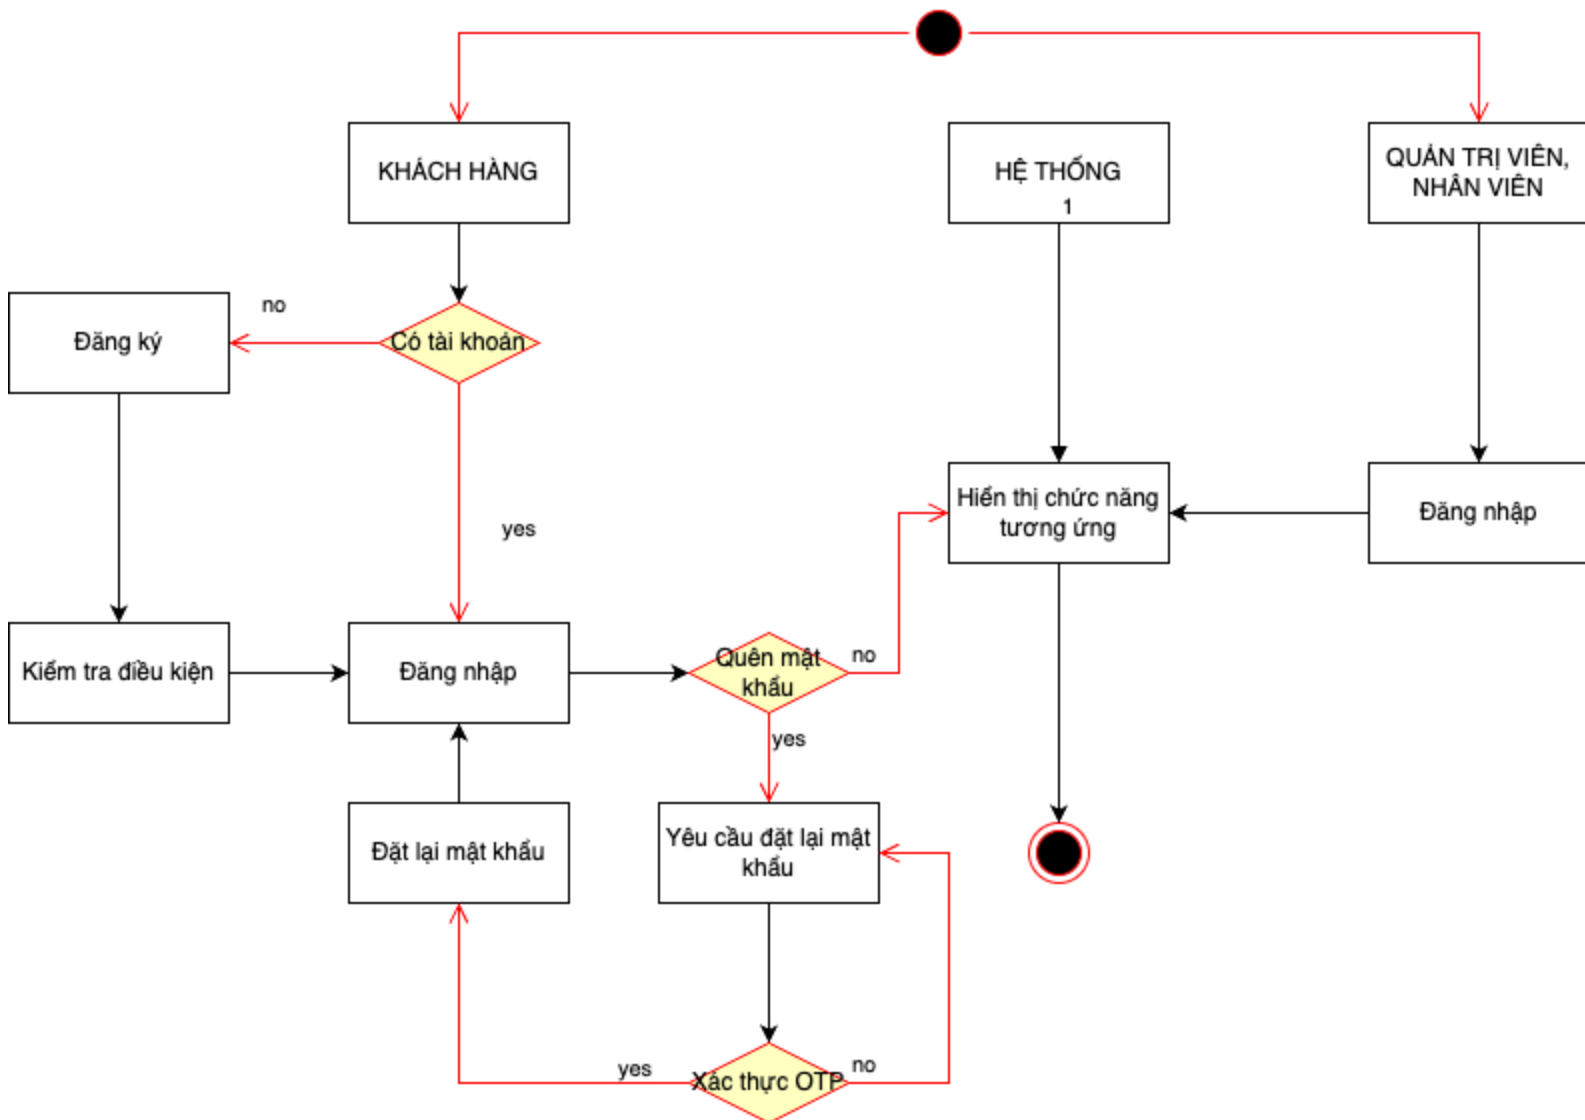 KHÁCH HÀNG
HỆ THỐNG
1
QUẢN TRỊ VIÊN,
NHÂN VIÊN
no
Đăng ký
Có tài khoản
yes
Hiển thị chức năng
tương ứng
Đăng nhập
Kiểm tra điều kiện
Đăng nhập
Quên mật
khẩu
no
yes
Đặt lại mật khẩu
Yêu cầu đặt lại mật
khẩu
yes
Xác thực OTP
no